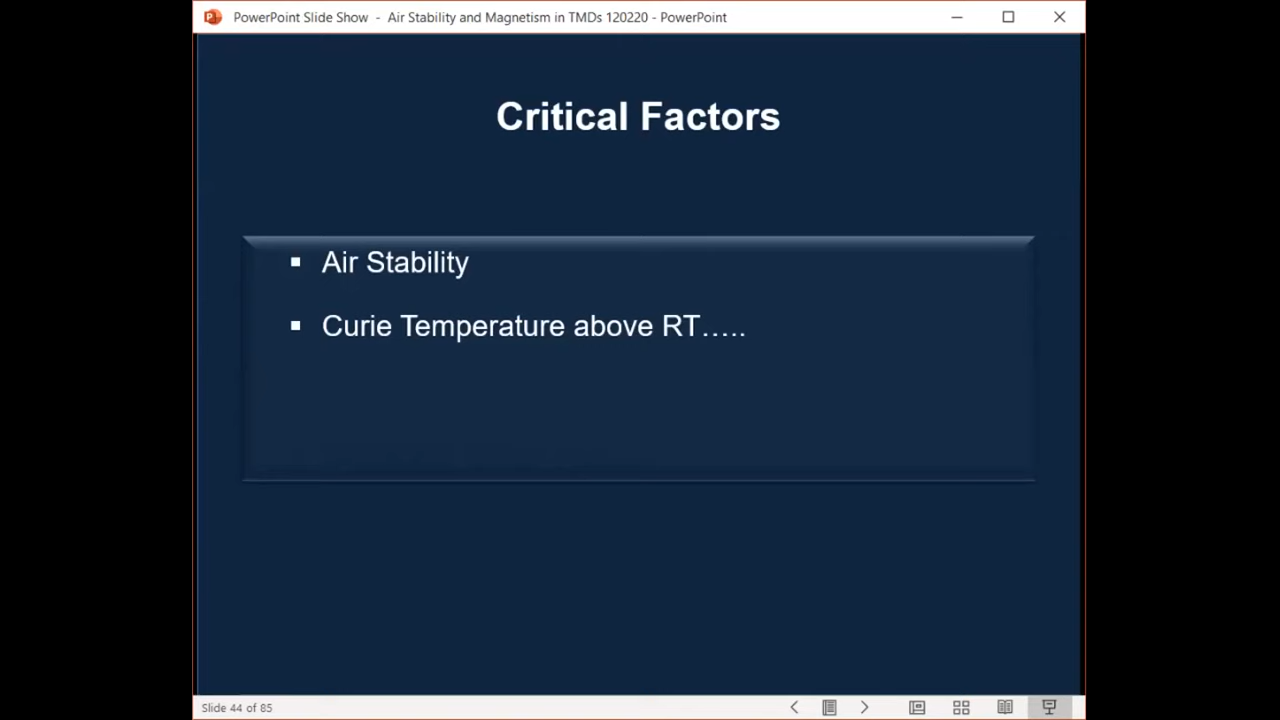 PowerPoint Slide Show - Air Stability and Magnetism in TMDs 120220 - PowerPoint
Critical Factors
▪ Air Stability
▪ Curie Temperature above RT…..
Slide 44 of 85